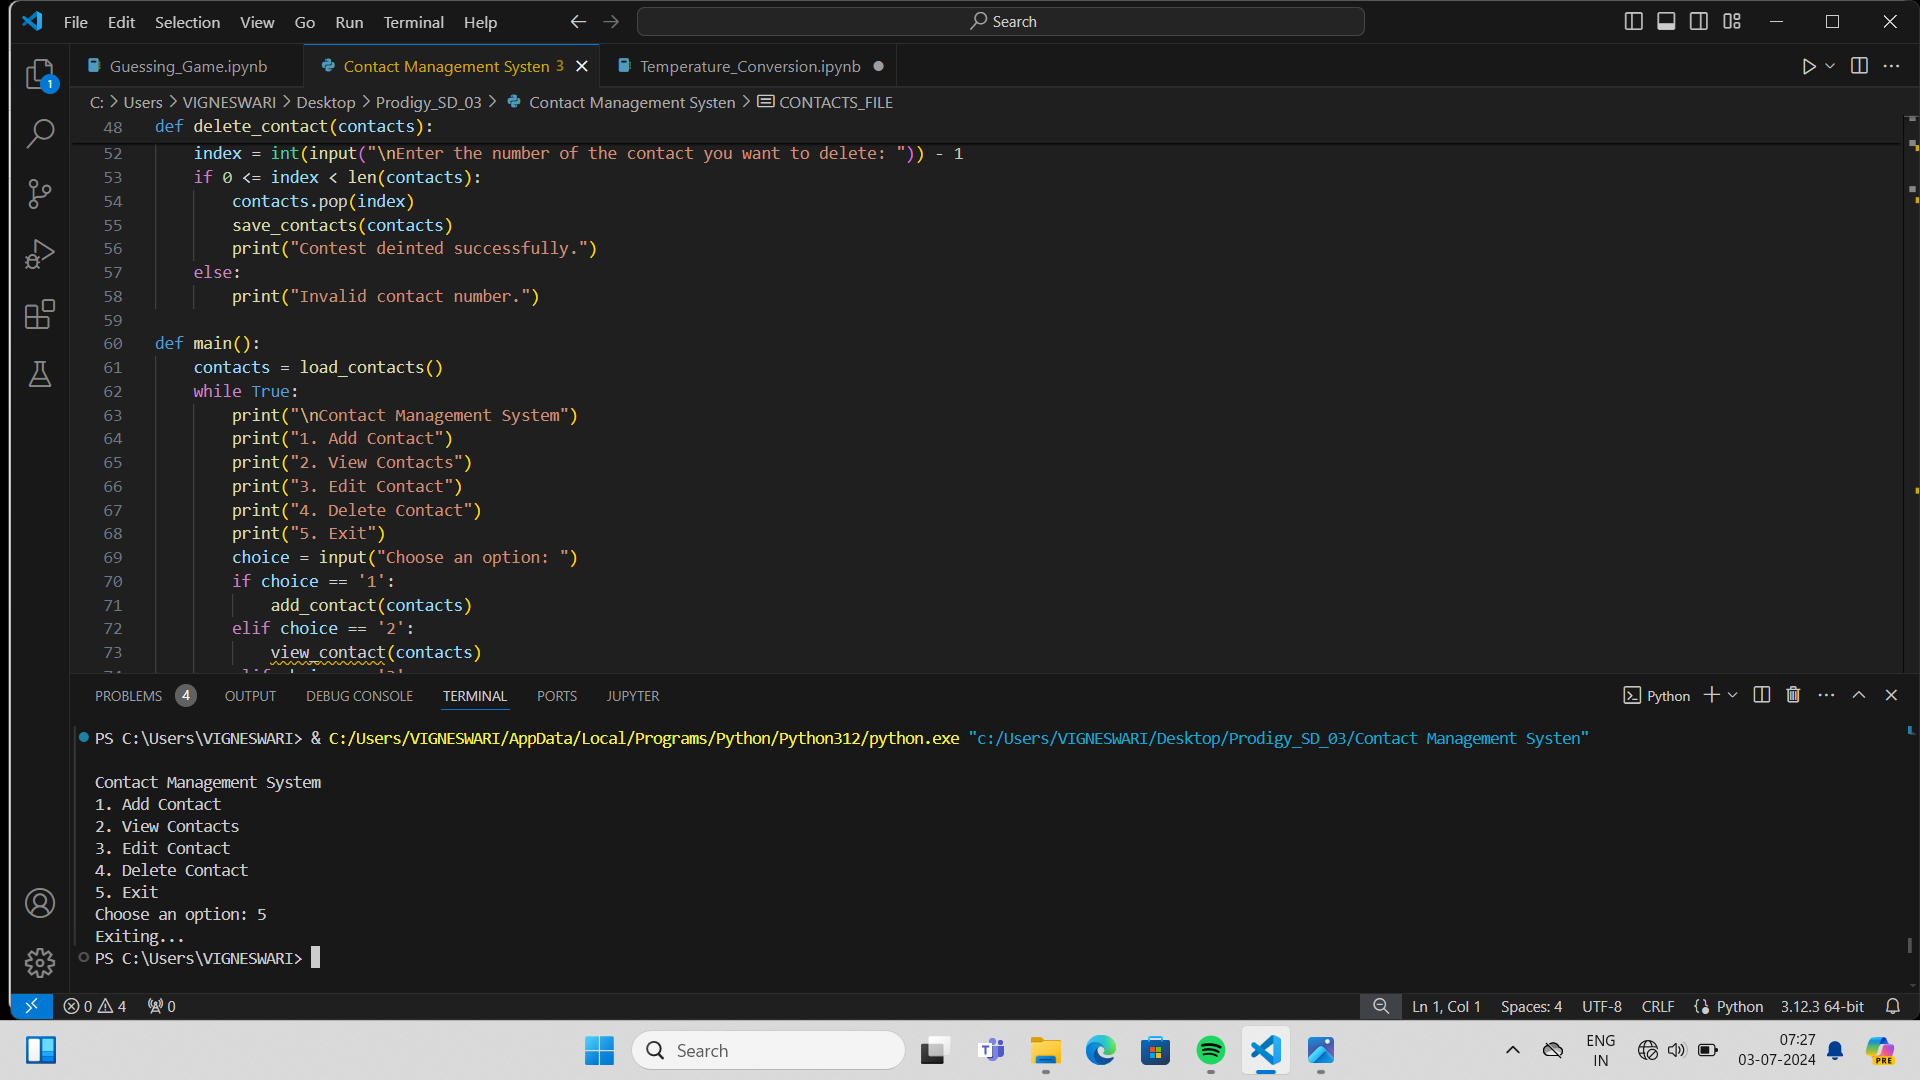 File Edit Selection View Go Run Terminal Help
Search
Guessing_Game.ipynb Contact Management Systen 3 Temperature_Conversion.ipynb
1
C: > Users > VIGNESWARI > Desktop > Prodigy_SD_03 > Contact Management Systen > CONTACTS_FILE
48 def delete_contact(contacts):
52 index = int(input("\nEnter the number of the contact you want to delete: ")) - 1
53 if 0 <= index < len(contacts):
54 contacts.pop(index)
55 save_contacts(contacts)
56 print("Contest deinted successfully.")
57 else:
58 print("Invalid contact number.")
59
60 def main():
61 contacts = load_contacts()
62 while True:
63 print("\nContact Management System")
64 print("1. Add Contact")
65 print("2. View Contacts")
66 print("3. Edit Contact")
67 print("4. Delete Contact")
68 print("5. Exit")
69 choice = input("Choose an option: ")
70 if choice == '1':
71 add_contact(contacts)
72 elif choice == '2':
73 view_contact(contacts)
PROBLEMS 4 OUTPUT DEBUG CONSOLE TERMINAL PORTS JUPYTER
Python
PS C:\Users\VIGNESWARI> & C:/Users/VIGNESWARI/AppData/Local/Programs/Python/Python312/python.exe "c:/Users/VIGNESWARI/Desktop/Prodigy_SD_03/Contact Management Systen"
Contact Management System
1. Add Contact
2. View Contacts
3. Edit Contact
4. Delete Contact
5. Exit
Choose an option: 5
Exiting...
PS C:\Users\VIGNESWARI>
0 4 0 Ln 1, Col 1 Spaces: 4 UTF-8 CRLF Python 3.12.3 64-bit
Search
ENG
IN
07:27
03-07-2024
PRE